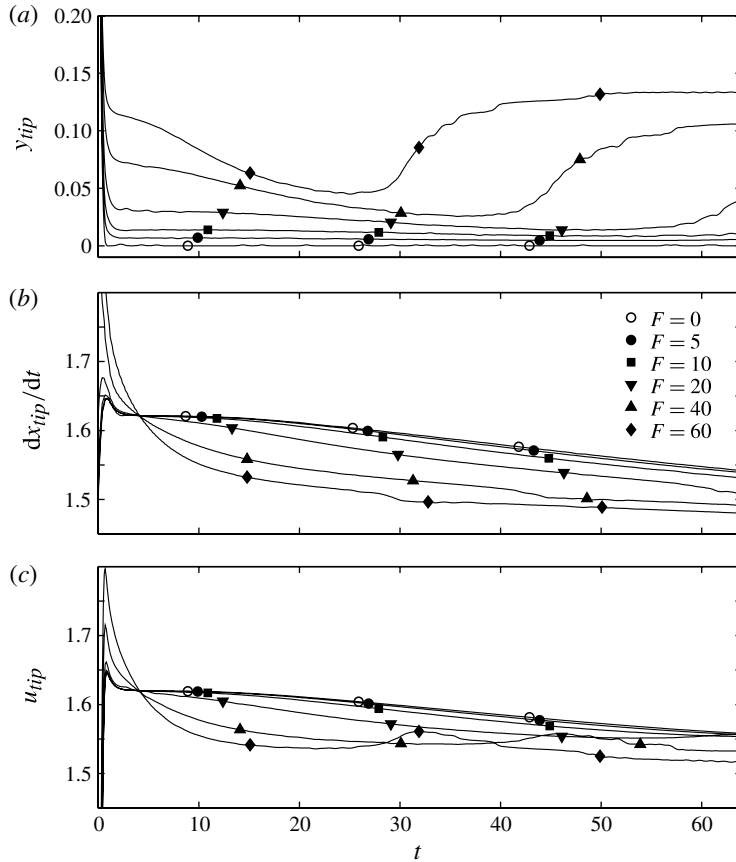 (a)
0.20
0.15
0.10
0.05
0
y_tip
(b)
1.7
1.6
1.5
dx_tip/dt
F = 0
F = 5
F = 10
F = 20
F = 40
F = 60
(c)
1.7
1.6
1.5
u_tip
0 10 20 30 40 50 60
t